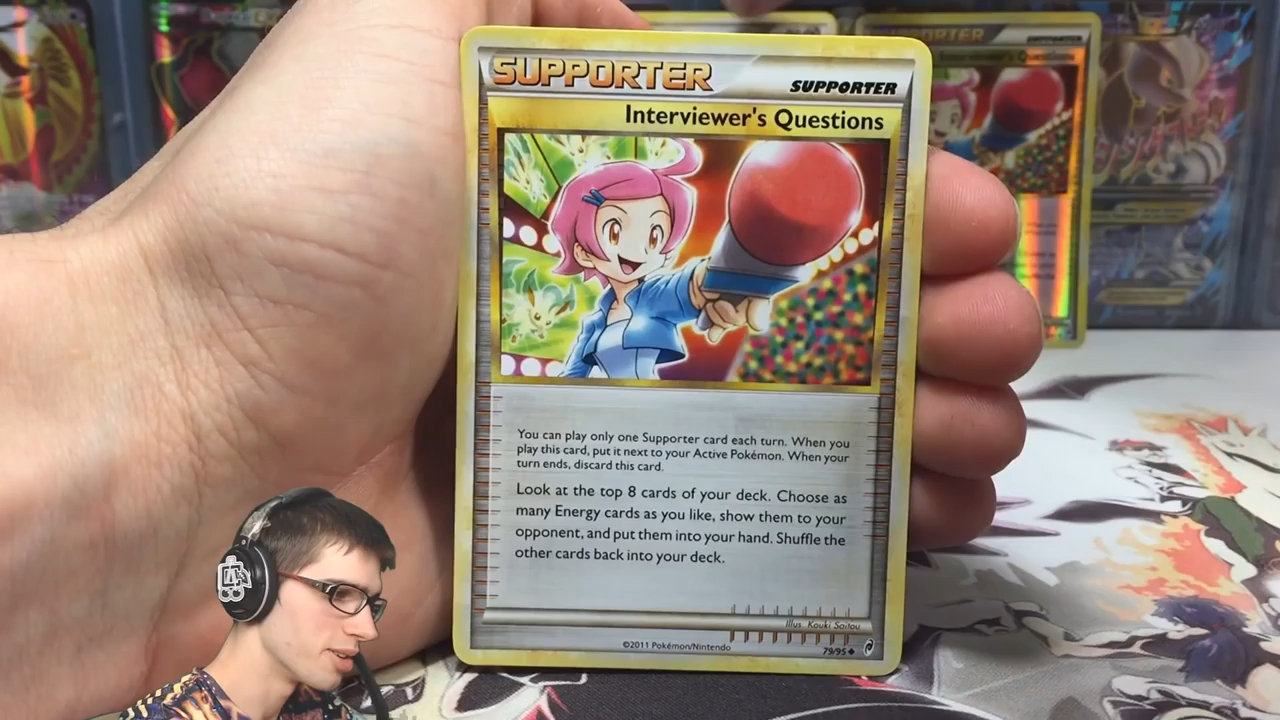 SUPPORTER
SUPPORTER
Interviewer's Questions
You can play only one Supporter card each turn. When you
play this card, put it next to your Active Pokémon. When your
turn ends, discard this card.
Look at the top 8 cards of your deck. Choose as
many Energy cards as you like, show them to your
opponent, and put them into your hand. Shuffle the
other cards back into your deck.
Illus. Kouki Saitou
©2011 Pokémon/Nintendo
79/95
SUPPORTER